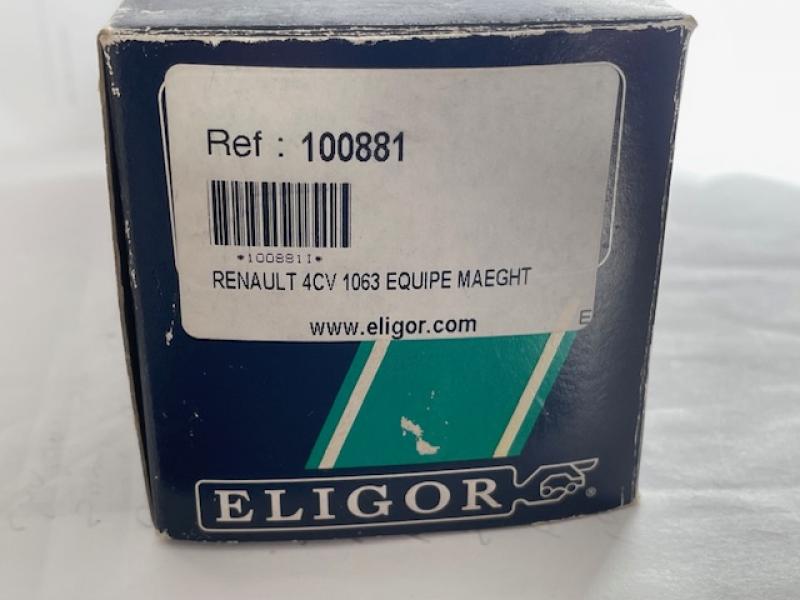 Ref : 100881
*100881I*
RENAULT 4CV 1063 EQUIPE MAEGHT
www.eligor.com
E
ELIGOR ®